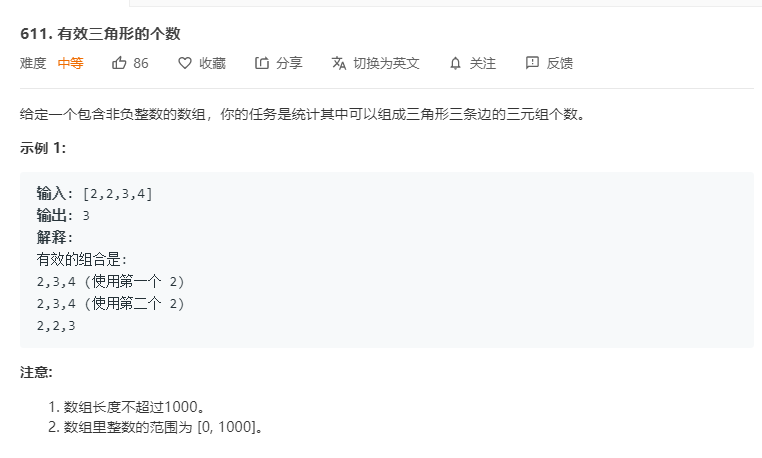 611. 有效三角形的个数
难度 中等 86 收藏 分享 切换为英文 关注 反馈
给定一个包含非负整数的数组，你的任务是统计其中可以组成三角形三条边的三元组个数。
示例 1:
输入: [2,2,3,4]
输出: 3
解释:
有效的组合是:
2,3,4 (使用第一个 2)
2,3,4 (使用第二个 2)
2,2,3
注意:
1. 数组长度不超过1000。
2. 数组里整数的范围为 [0, 1000]。